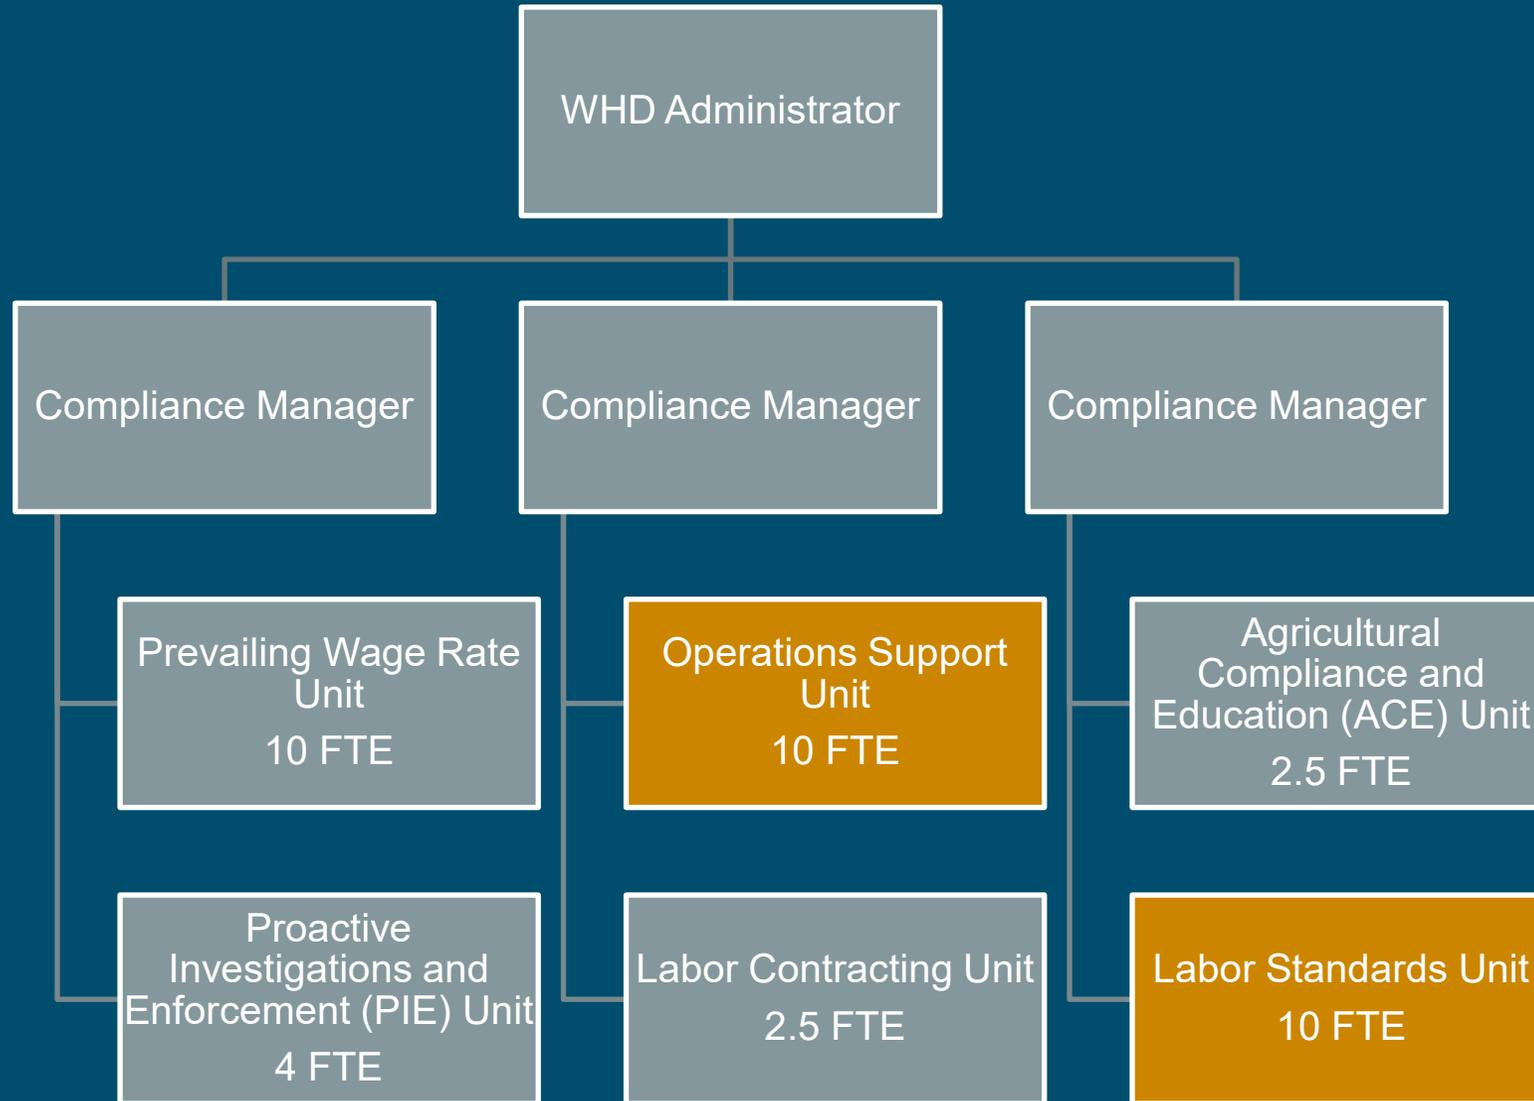 WHD Administrator
Compliance Manager
Compliance Manager
Compliance Manager
Prevailing Wage Rate
Unit
10 FTE
Operations Support
Unit
10 FTE
Agricultural
Compliance and
Education (ACE) Unit
2.5 FTE
Proactive
Investigations and
Enforcement (PIE) Unit
4 FTE
Labor Contracting Unit
2.5 FTE
Labor Standards Unit
10 FTE